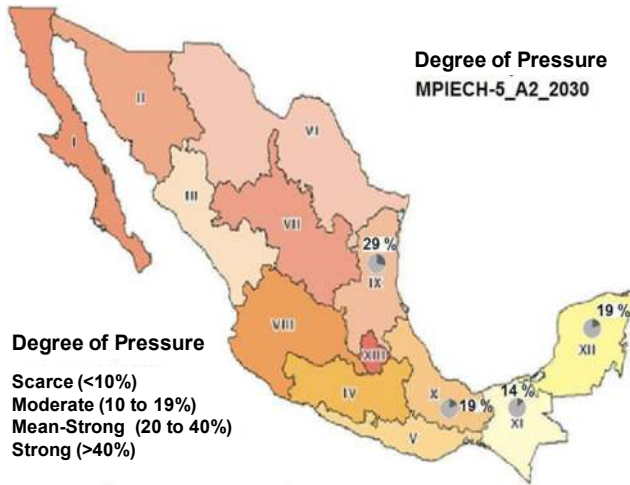 Degree of Pressure
MPIECH-5_A2_2030
II
I
VI
III
VII
29 %
IX
19 %
XII
VIII
XIII
Degree of Pressure
Scarce (<10%)
Moderate (10 to 19%)
Mean-Strong (20 to 40%)
Strong (>40%)
IV
X
19 %
14 %
XI
V